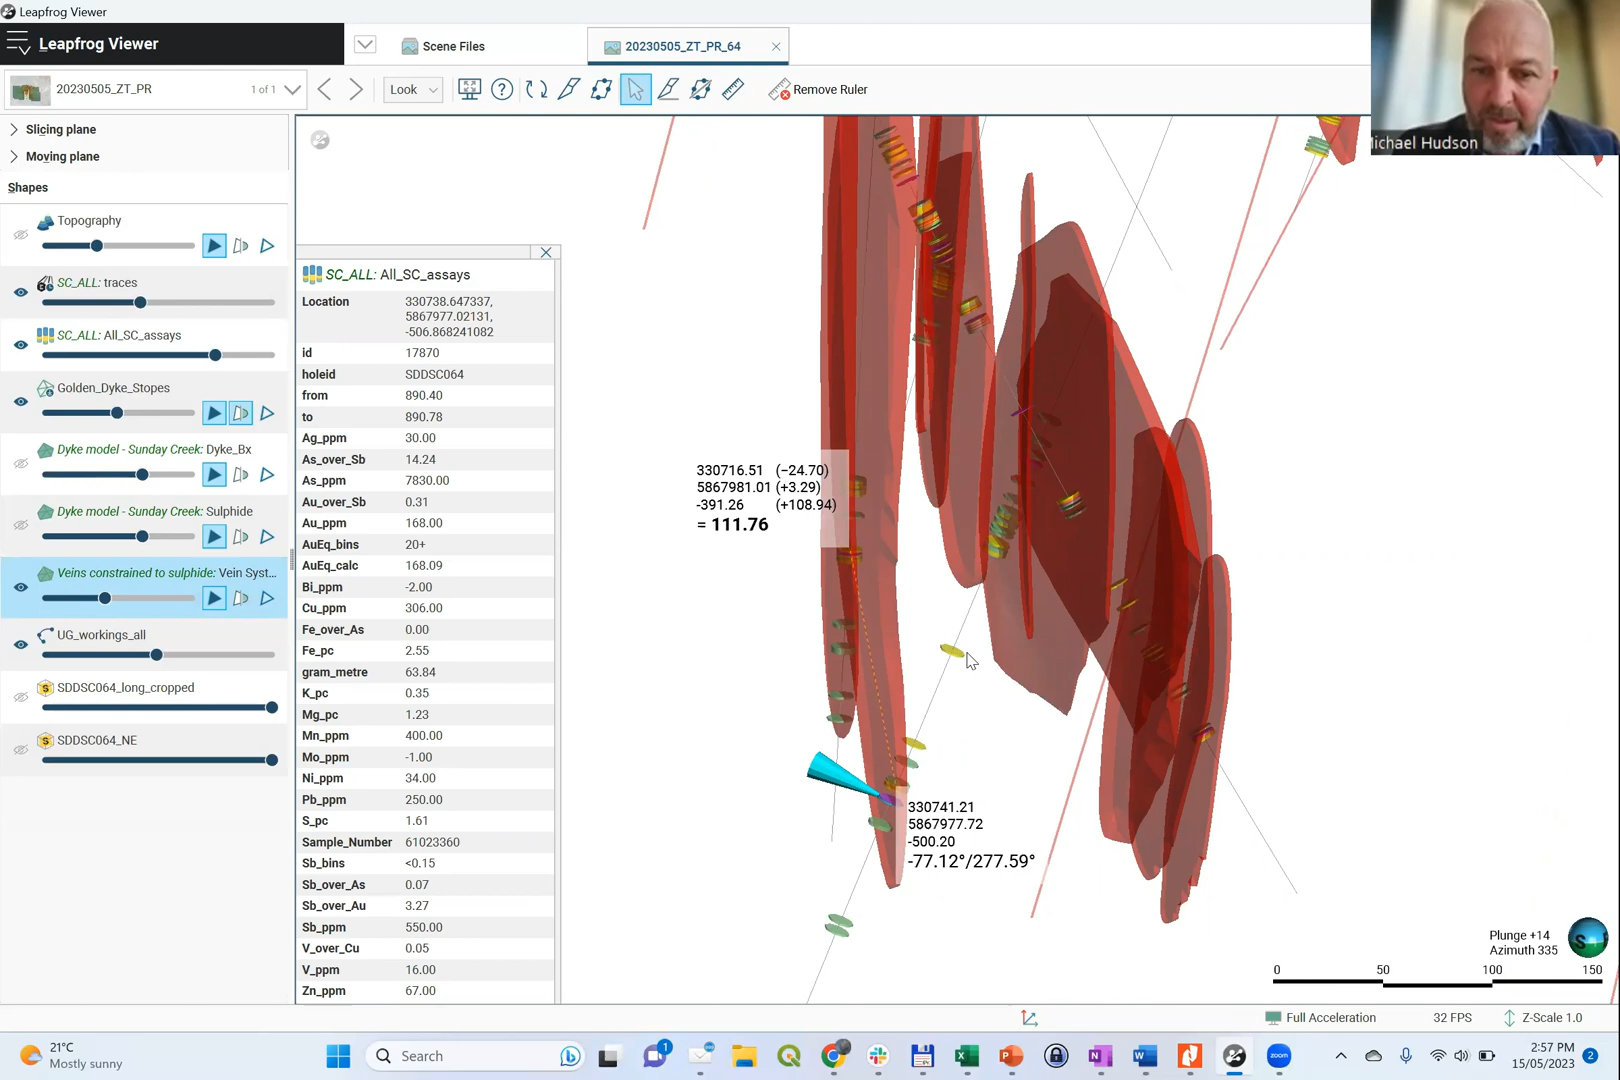 Leapfrog Viewer
Leapfrog Viewer
Scene Files
20230505_ZT_PR_64
20230505_ZT_PR
1 of 1
Look
Remove Ruler
ichael Hudson
Slicing plane
Moving plane
Shapes
Topography
SC_ALL: traces
SC_ALL: All_SC_assays
Golden_Dyke_Stopes
Dyke model - Sunday Creek: Dyke_Bx
Dyke model - Sunday Creek: Sulphide
Veins constrained to sulphide: Vein Syst...
UG_workings_all
SDDSC064_long_cropped
SDDSC064_NE
SC_ALL: All_SC_assays
Location 330738.647337,
5867977.02131,
-506.868241082
id 17870
holeid SDDSC064
from 890.40
to 890.78
Ag_ppm 30.00
As_over_Sb 14.24
As_ppm 7830.00
Au_over_Sb 0.31
Au_ppm 168.00
AuEq_bins 20+
AuEq_calc 168.09
Bi_ppm -2.00
Cu_ppm 306.00
Fe_over_As 0.00
Fe_pc 2.55
gram_metre 63.84
K_pc 0.35
Mg_pc 1.23
Mn_ppm 400.00
Mo_ppm -1.00
Ni_ppm 34.00
Pb_ppm 250.00
S_pc 1.61
Sample_Number 61023360
Sb_bins <0.15
Sb_over_As 0.07
Sb_over_Au 3.27
Sb_ppm 550.00
V_over_Cu 0.05
V_ppm 16.00
Zn_ppm 67.00
330716.51 (−24.70)
5867981.01 (+3.29)
-391.26 (+108.94)
= 111.76
330741.21
5867977.72
-500.20
-77.12°/277.59°
Plunge +14
Azimuth 335
S
0 50 100 150
Full Acceleration
32 FPS
Z-Scale 1.0
21°C
Mostly sunny
Search
1
zoom
2:57 PM
15/05/2023
2